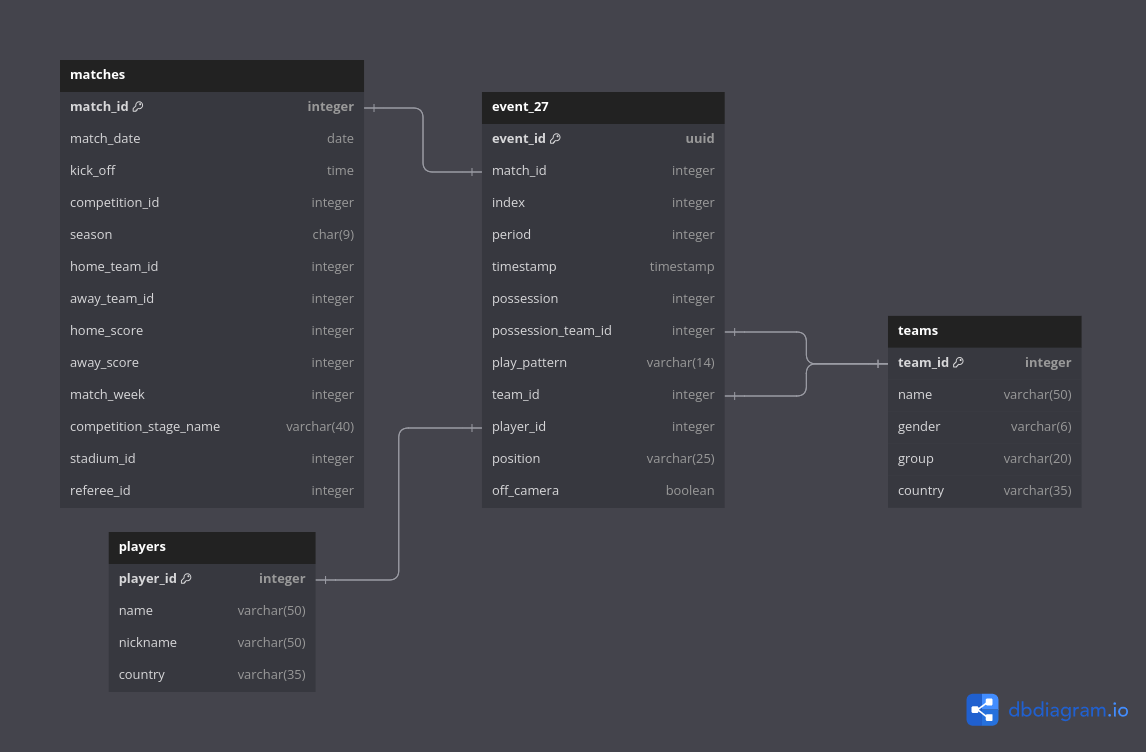 matches
match_id integer
match_date date
kick_off time
competition_id integer
season char(9)
home_team_id integer
away_team_id integer
home_score integer
away_score integer
match_week integer
competition_stage_name varchar(40)
stadium_id integer
referee_id integer
event_27
event_id uuid
match_id integer
index integer
period integer
timestamp timestamp
possession integer
possession_team_id integer
play_pattern varchar(14)
team_id integer
player_id integer
position varchar(25)
off_camera boolean
teams
team_id integer
name varchar(50)
gender varchar(6)
group varchar(20)
country varchar(35)
players
player_id integer
name varchar(50)
nickname varchar(50)
country varchar(35)
dbdiagram.io